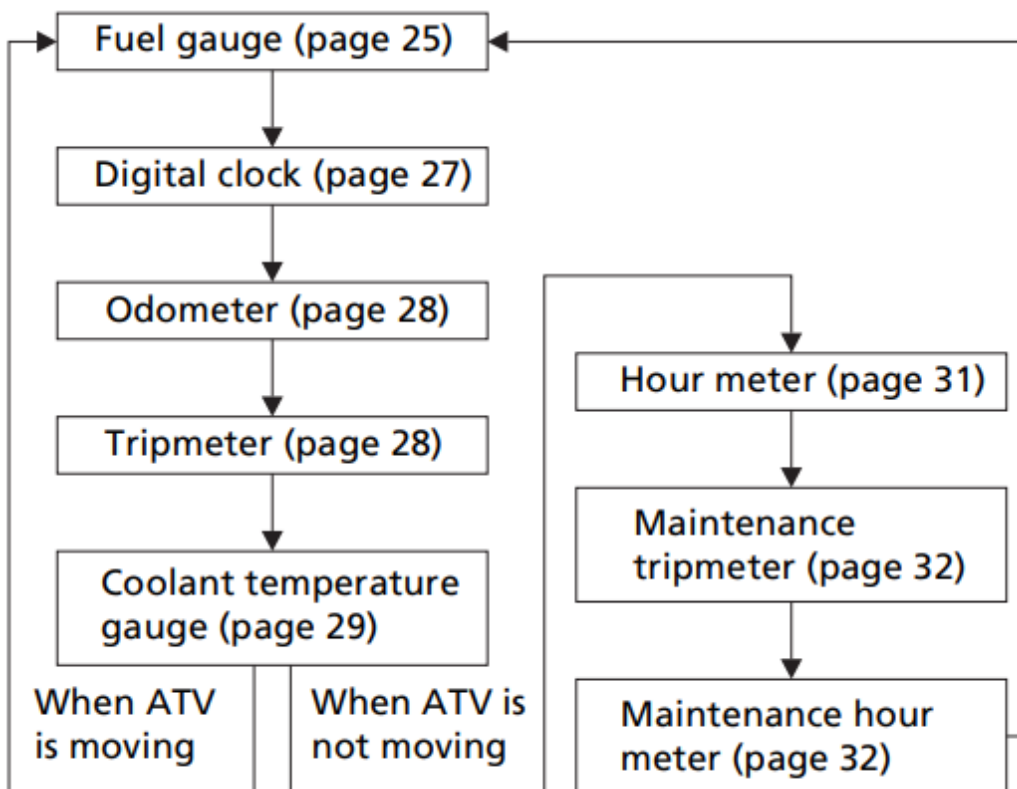 Fuel gauge (page 25)
Digital clock (page 27)
Odometer (page 28)
Tripmeter (page 28)
Coolant temperature
gauge (page 29)
When ATV
is moving
When ATV is
not moving
Hour meter (page 31)
Maintenance
tripmeter (page 32)
Maintenance hour
meter (page 32)